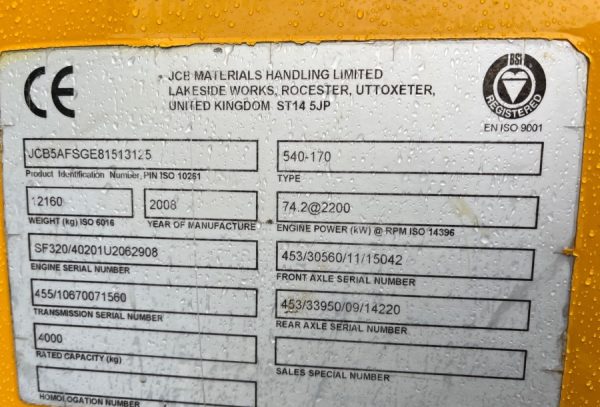 CE
JCB MATERIALS HANDLING LIMITED
LAKESIDE WORKS, ROCESTER, UTTOXETER,
UNITED KINGDOM ST14 5JP
BSI
REGISTERED
EN ISO 9001
JCB5AFSGE81513125
Product Identification Number, PIN ISO 10261
540-170
TYPE
12160
WEIGHT (kg) ISO 6016
2008
YEAR OF MANUFACTURE
74.2@2200
ENGINE POWER (kW) @ RPM ISO 14396
SF320/40201U2062908
ENGINE SERIAL NUMBER
453/30560/11/15042
FRONT AXLE SERIAL NUMBER
455/10670071560
TRANSMISSION SERIAL NUMBER
453/33950/09/14220
REAR AXLE SERIAL NUMBER
4000
RATED CAPACITY (kg)
SALES SPECIAL NUMBER
HOMOLOGATION NUMBER